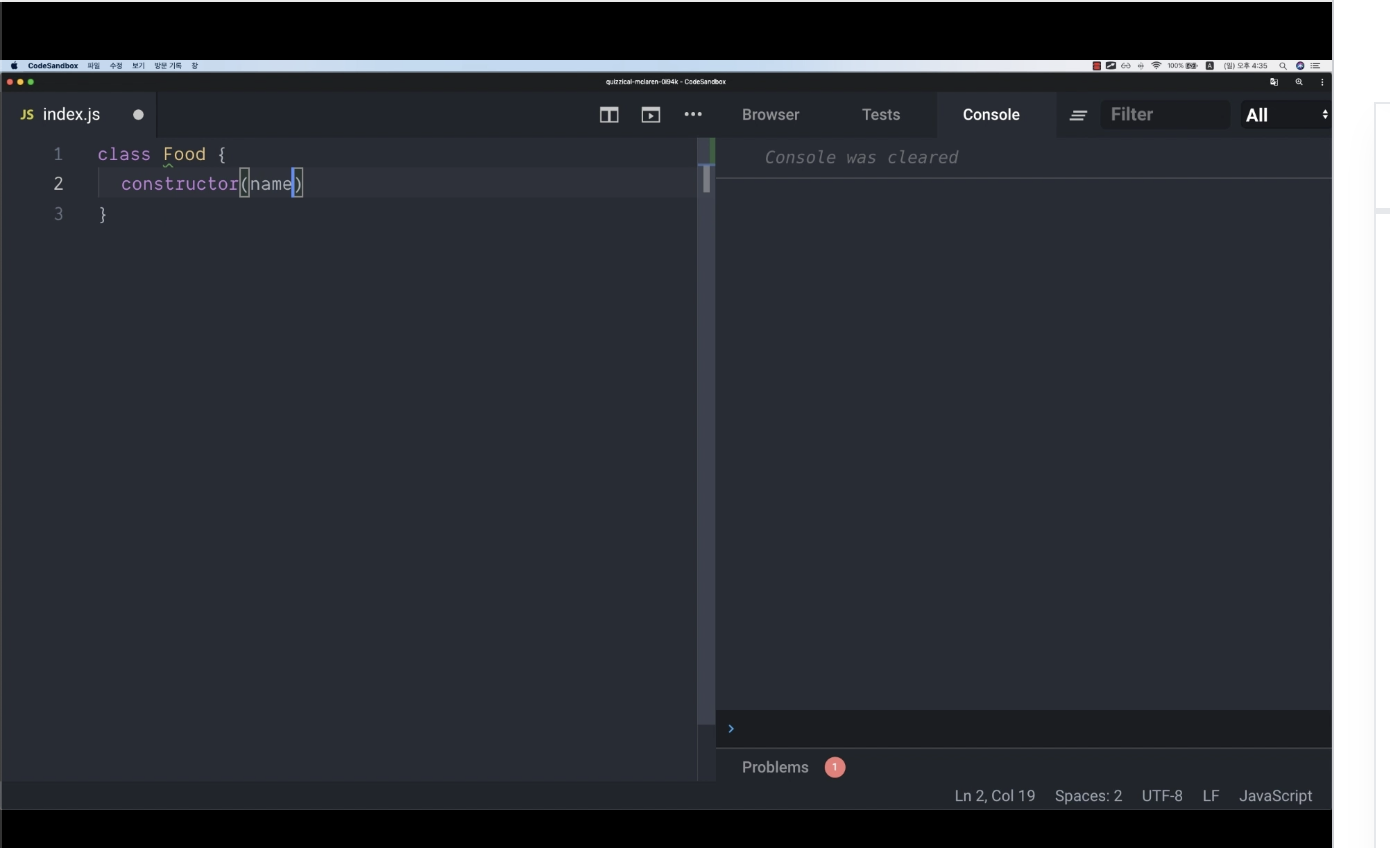 CodeSandbox 파일 수정 보기 방문 기록 창
100% A (일) 오후 4:35
quizzical-mclaren-0l94k - CodeSandbox
JS index.js
Browser Tests Console Filter All
1 class Food {
2 constructor(name)
3 }
Console was cleared
›
Problems 1
Ln 2, Col 19 Spaces: 2 UTF-8 LF JavaScript